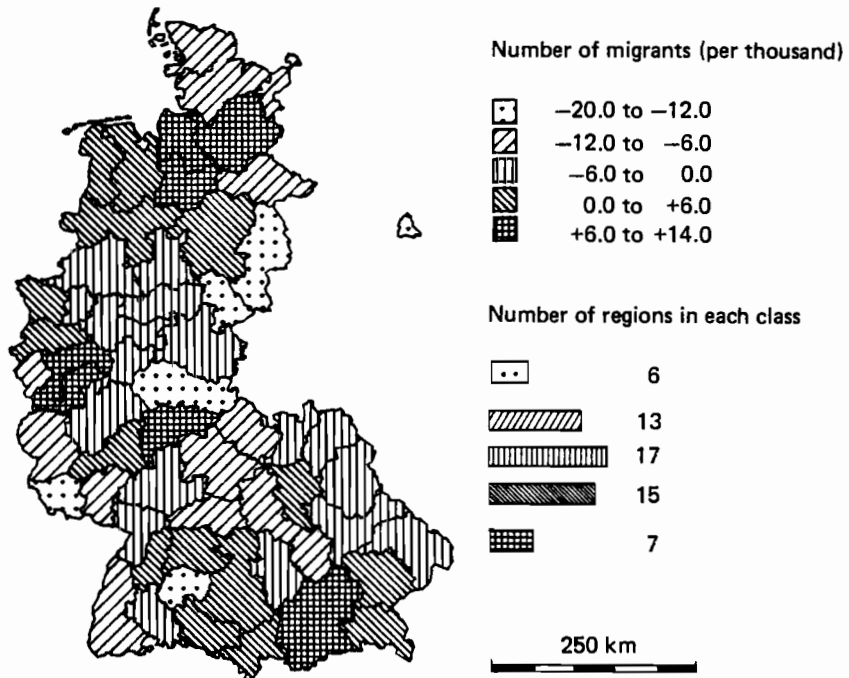 Number of migrants (per thousand)
−20.0 to −12.0
−12.0 to −6.0
−6.0 to 0.0
0.0 to +6.0
+6.0 to +14.0
Number of regions in each class
6
13
17
15
7
250 km